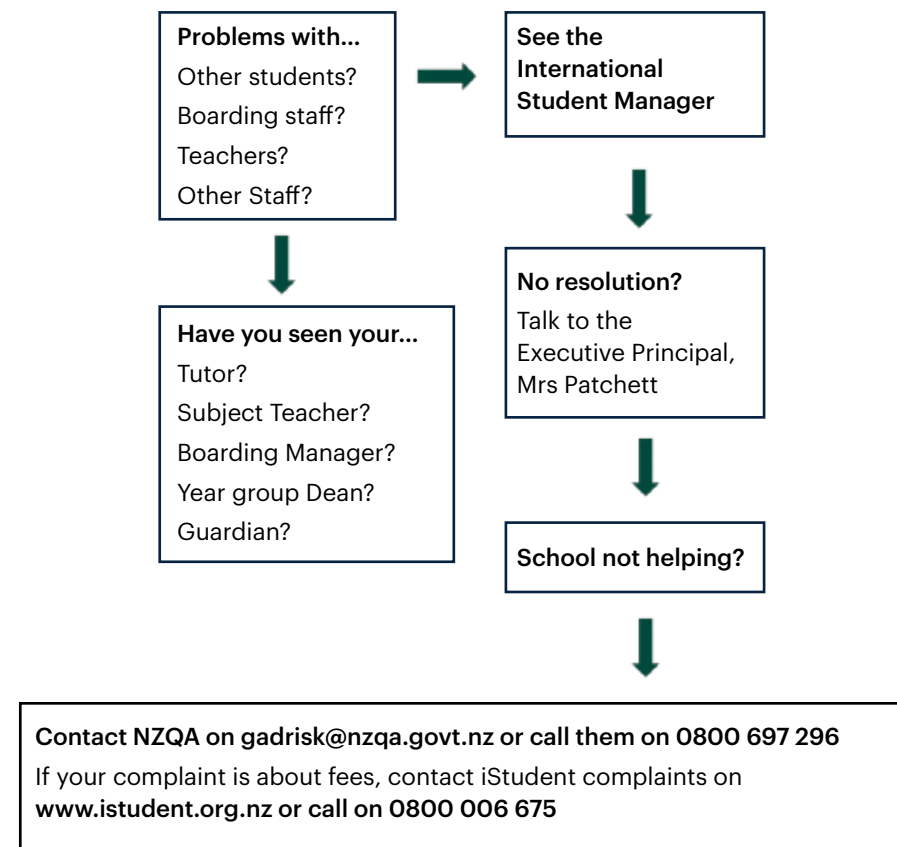 Problems with...
Other students?
Boarding staff?
Teachers?
Other Staff?
See the
International
Student Manager
Have you seen your...
Tutor?
Subject Teacher?
Boarding Manager?
Year group Dean?
Guardian?
No resolution?
Talk to the
Executive Principal,
Mrs Patchett
School not helping?
Contact NZQA on gadrisk@nzqa.govt.nz or call them on 0800 697 296
If your complaint is about fees, contact iStudent complaints on
www.istudent.org.nz or call on 0800 006 675